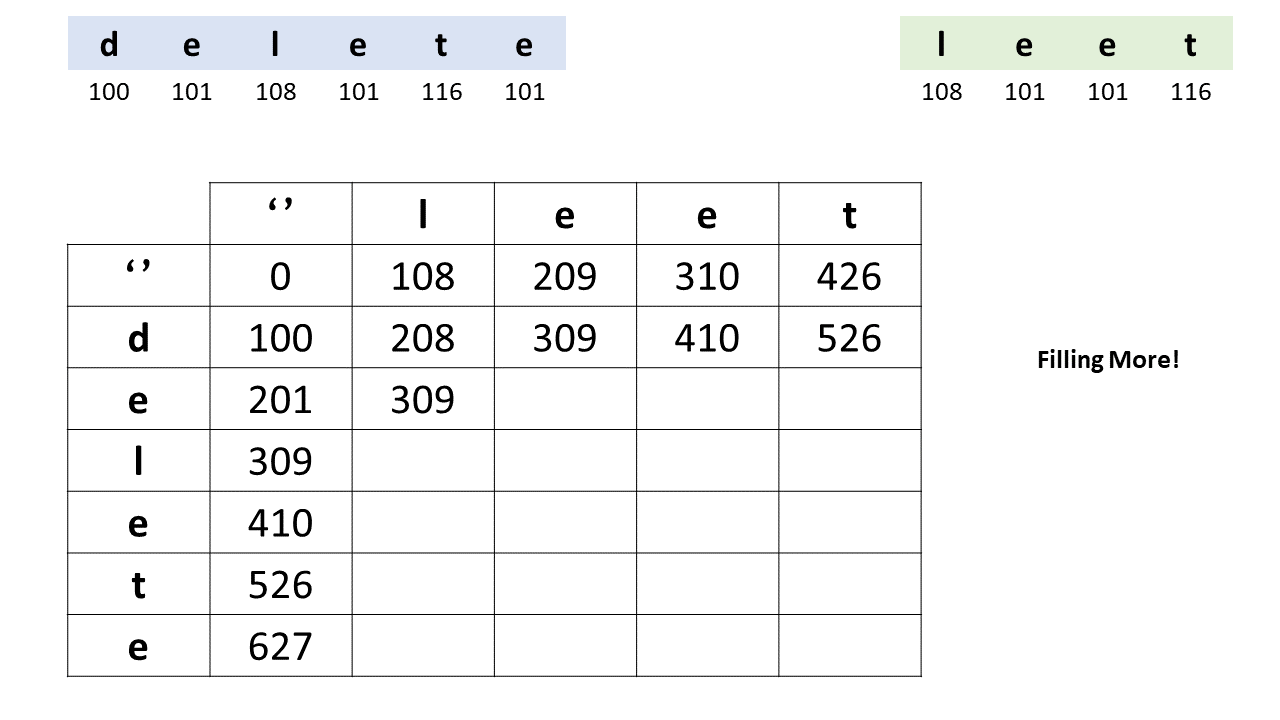 d e l e t e
100 101 108 101 116 101
l e e t
108 101 101 116
‘’ l e e t
‘’ 0 108 209 310 426
d 100 208 309 410 526
e 201 309
l 309
e 410
t 526
e 627
Filling More!